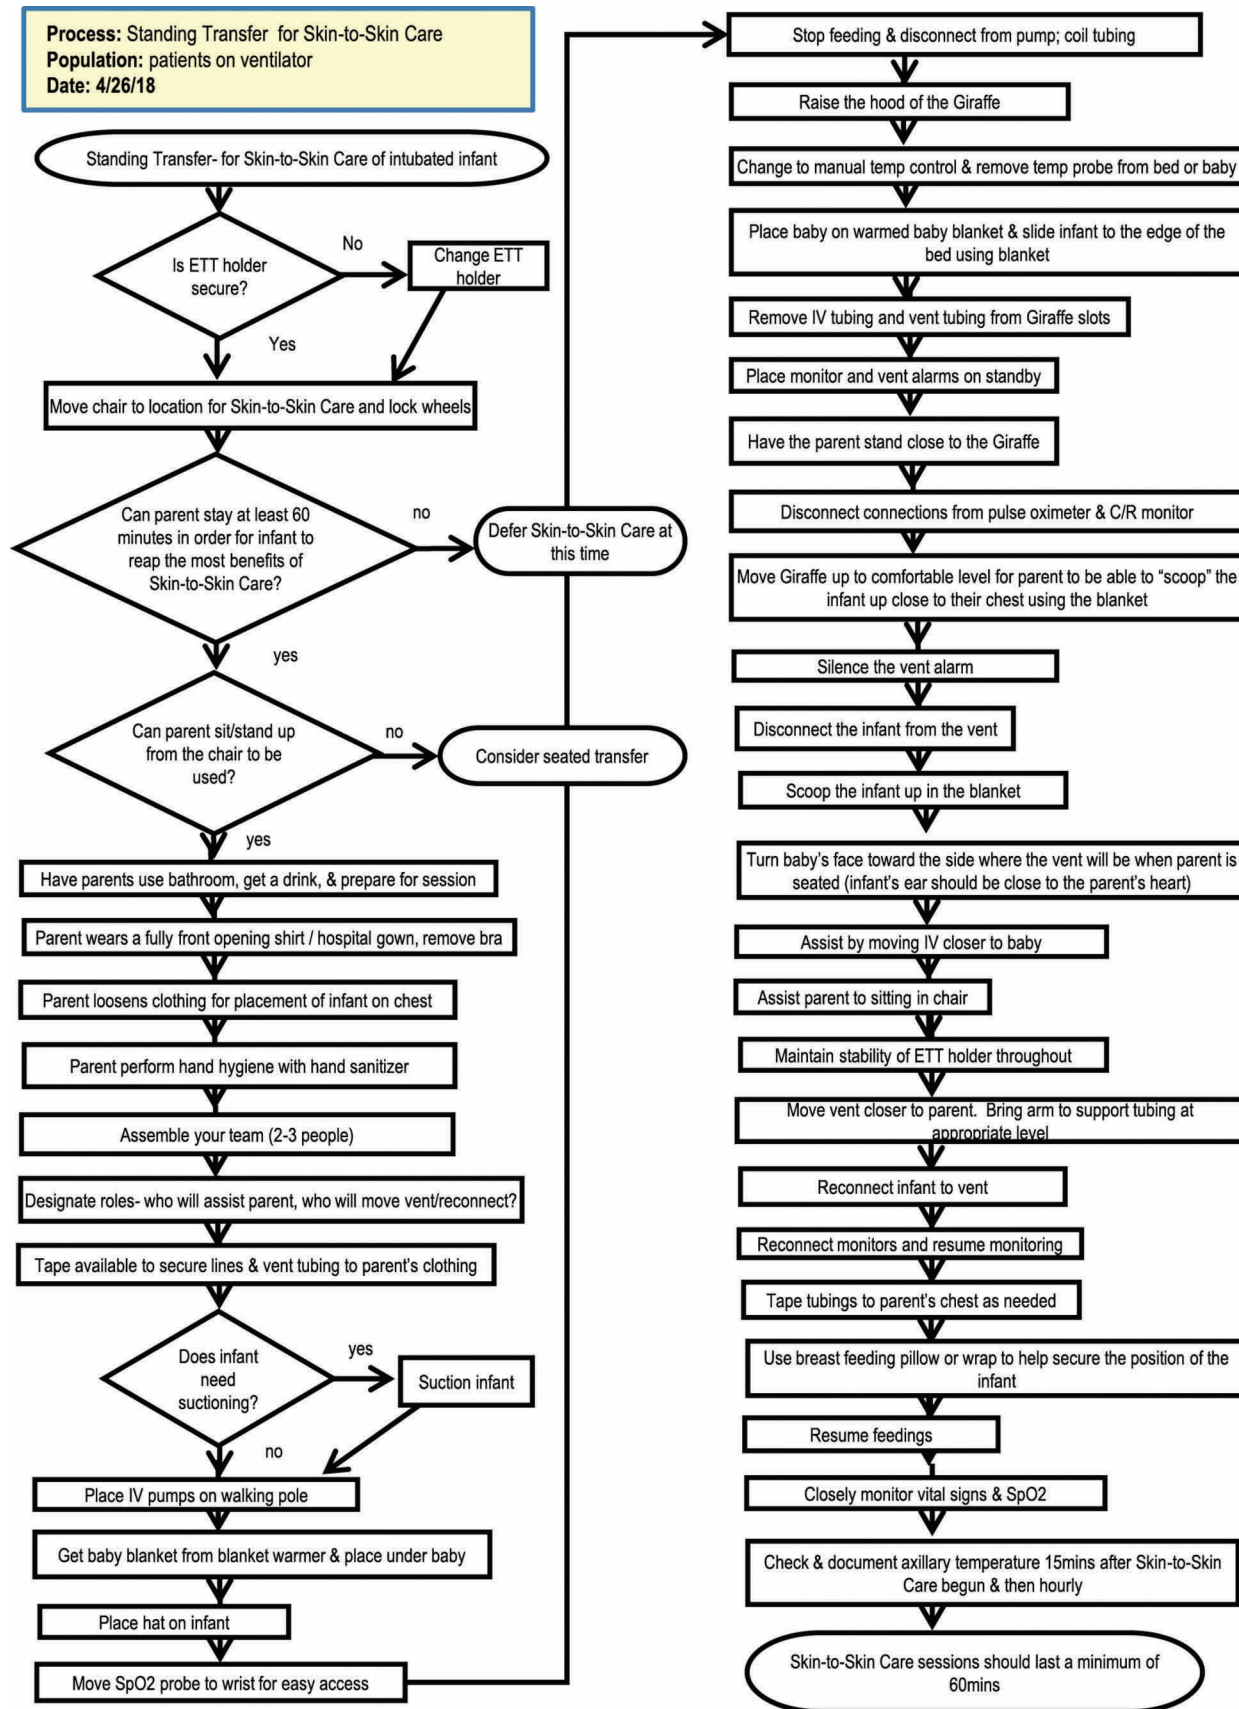 Process: Standing Transfer for Skin-to-Skin Care
Population: patients on ventilator
Date: 4/26/18
Standing Transfer- for Skin-to-Skin Care of intubated infant
Is ETT holder
secure?
No
Change ETT
holder
Yes
Move chair to location for Skin-to-Skin Care and lock wheels
Can parent stay at least 60
minutes in order for infant to
reap the most benefits of
Skin-to-Skin Care?
no
Defer Skin-to-Skin Care at
this time
yes
Can parent sit/stand up
from the chair to be
used?
no
Consider seated transfer
yes
Have parents use bathroom, get a drink, & prepare for session
Parent wears a fully front opening shirt / hospital gown, remove bra
Parent loosens clothing for placement of infant on chest
Parent perform hand hygiene with hand sanitizer
Assemble your team (2-3 people)
Designate roles- who will assist parent, who will move vent/reconnect?
Tape available to secure lines & vent tubing to parent's clothing
Does infant
need
suctioning?
yes
Suction infant
no
Place IV pumps on walking pole
Get baby blanket from blanket warmer & place under baby
Place hat on infant
Move SpO2 probe to wrist for easy access
Stop feeding & disconnect from pump; coil tubing
Raise the hood of the Giraffe
Change to manual temp control & remove temp probe from bed or baby
Place baby on warmed baby blanket & slide infant to the edge of the
bed using blanket
Remove IV tubing and vent tubing from Giraffe slots
Place monitor and vent alarms on standby
Have the parent stand close to the Giraffe
Disconnect connections from pulse oximeter & C/R monitor
Move Giraffe up to comfortable level for parent to be able to “scoop” the
infant up close to their chest using the blanket
Silence the vent alarm
Disconnect the infant from the vent
Scoop the infant up in the blanket
Turn baby's face toward the side where the vent will be when parent is
seated (infant's ear should be close to the parent's heart)
Assist by moving IV closer to baby
Assist parent to sitting in chair
Maintain stability of ETT holder throughout
Move vent closer to parent. Bring arm to support tubing at
appropriate level
Reconnect infant to vent
Reconnect monitors and resume monitoring
Tape tubings to parent's chest as needed
Use breast feeding pillow or wrap to help secure the position of the
infant
Resume feedings
Closely monitor vital signs & SpO2
Check & document axillary temperature 15mins after Skin-to-Skin
Care begun & then hourly
Skin-to-Skin Care sessions should last a minimum of
60mins